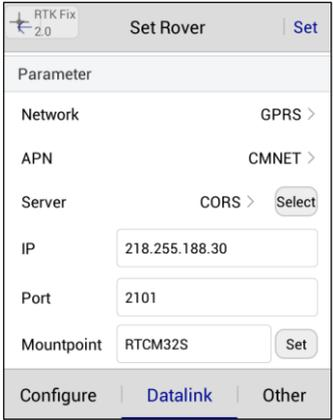 RTK Fix
2.0
Set Rover
Set
Parameter
Network GPRS >
APN CMNET >
Server CORS > Select
IP 218.255.188.30
Port 2101
Mountpoint RTCM32S Set
Configure Datalink Other